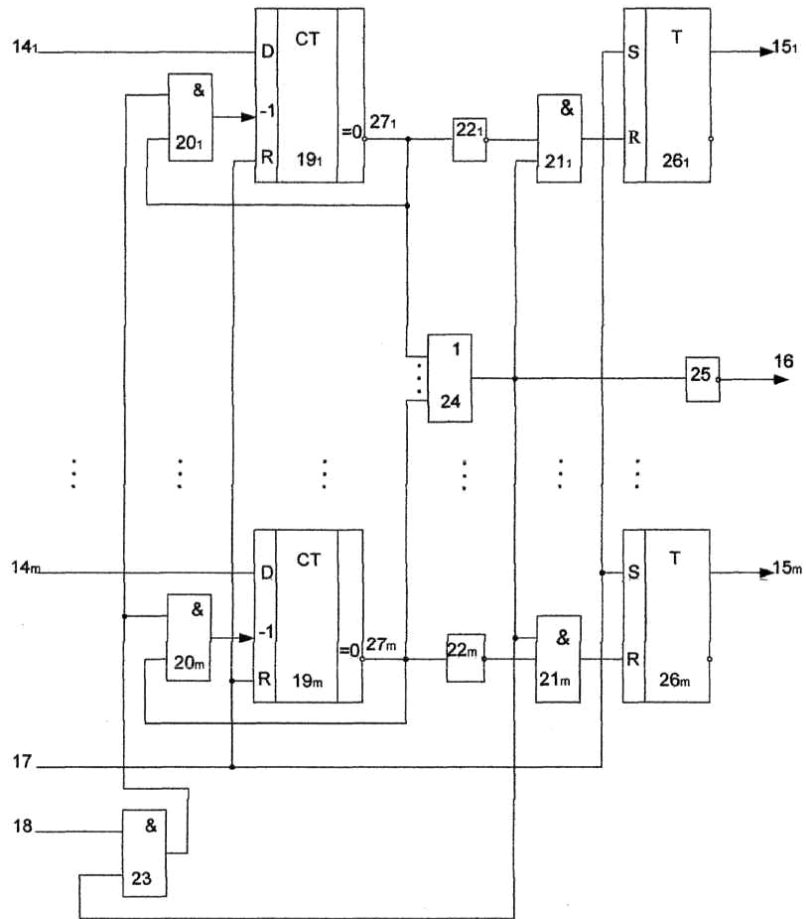 14₁ D CT T S 15₁
& -1 =0 27₁ 22₁ & R
20₁ R 19₁ 21₁ 26₁
1
24 25 16
14m D CT T S 15m
& -1 =0 27m 22m & R
20m R 19m 21m 26m
17
18 &
23